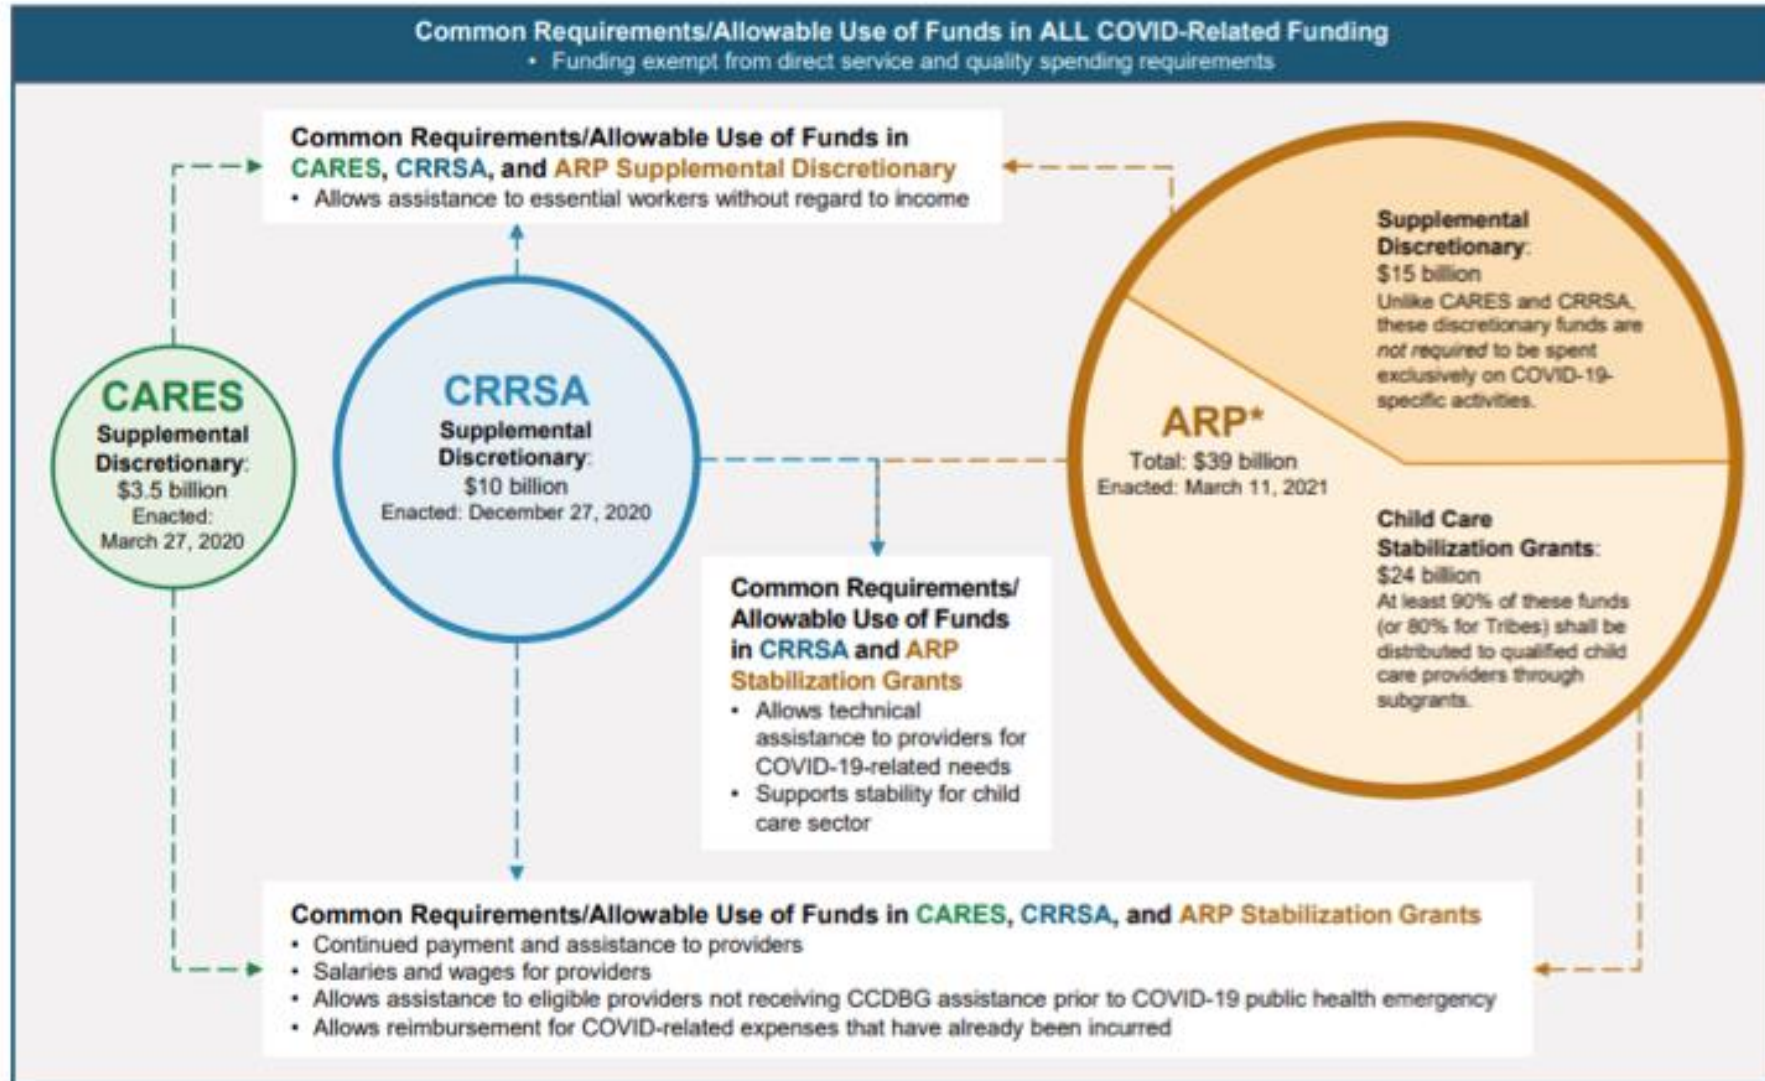 Common Requirements/Allowable Use of Funds in ALL COVID-Related Funding
• Funding exempt from direct service and quality spending requirements
Common Requirements/Allowable Use of Funds in
CARES, CRRSA, and ARP Supplemental Discretionary
• Allows assistance to essential workers without regard to income
CARES
Supplemental
Discretionary:
$3.5 billion
Enacted:
March 27, 2020
CRRSA
Supplemental
Discretionary:
$10 billion
Enacted: December 27, 2020
ARP*
Total: $39 billion
Enacted: March 11, 2021
Supplemental
Discretionary:
$15 billion
Unlike CARES and CRRSA,
these discretionary funds are
not required to be spent
exclusively on COVID-19-
specific activities.
Child Care
Stabilization Grants:
$24 billion
At least 90% of these funds
(or 80% for Tribes) shall be
distributed to qualified child
care providers through
subgrants.
Common Requirements/
Allowable Use of Funds
in CRRSA and ARP
Stabilization Grants
• Allows technical
assistance to providers for
COVID-19-related needs
• Supports stability for child
care sector
Common Requirements/Allowable Use of Funds in CARES, CRRSA, and ARP Stabilization Grants
• Continued payment and assistance to providers
• Salaries and wages for providers
• Allows assistance to eligible providers not receiving CCDBG assistance prior to COVID-19 public health emergency
• Allows reimbursement for COVID-related expenses that have already been incurred